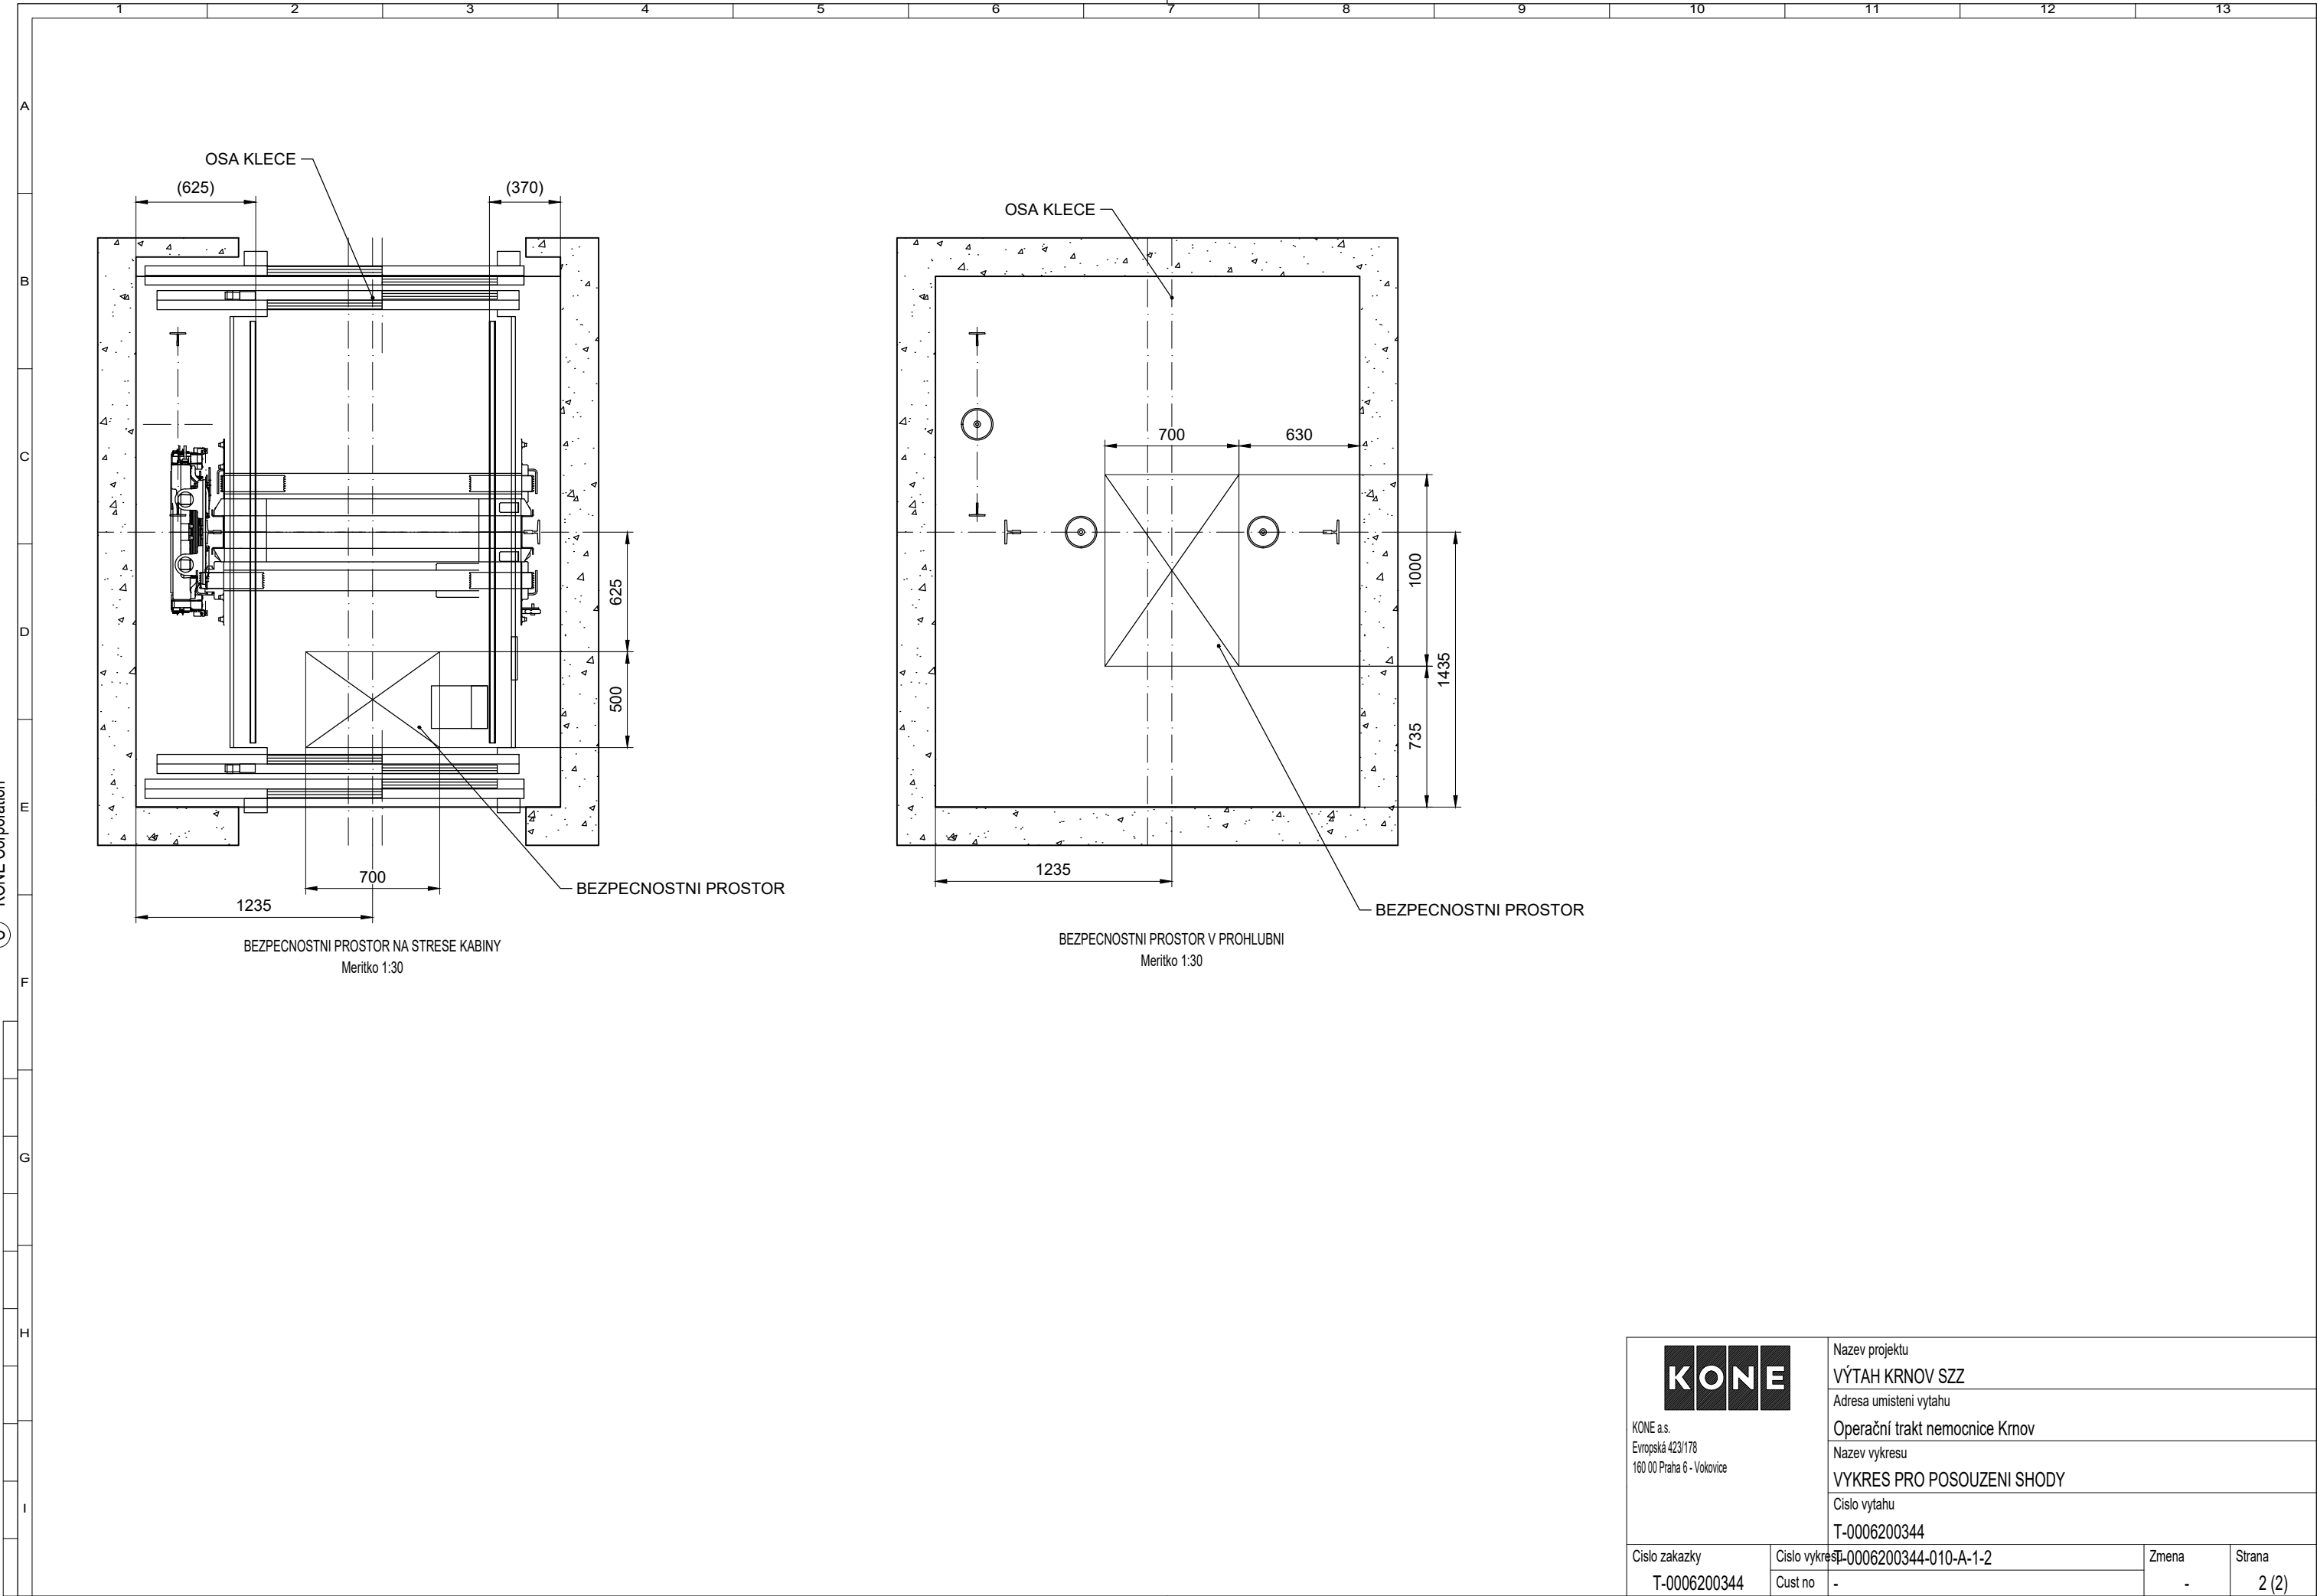 1 2 3 4 5 6 7 8 9 10 11 12 13
A
B
C
D
E
F
G
H
I
OSA KLECE
(625)
(370)
625
500
700
1235
BEZPECNOSTNI PROSTOR
BEZPECNOSTNI PROSTOR NA STRESE KABINY
Meritko 1:30
OSA KLECE
700
630
1000
1435
735
1235
BEZPECNOSTNI PROSTOR
BEZPECNOSTNI PROSTOR V PROHLUBNI
Meritko 1:30
KONE Corporation
KONE
KONE a.s.
Evropská 423/178
160 00 Praha 6 - Vokovice
Nazev projektu
VÝTAH KRNOV SZZ
Adresa umisteni vytahu
Operační trakt nemocnice Krnov
Nazev vykresu
VYKRES PRO POSOUZENI SHODY
Cislo vytahu
T-0006200344
Cislo zakazky
T-0006200344
Cislo vykresu T-0006200344-010-A-1-2
Cust no -
Zmena
-
Strana
2 (2)